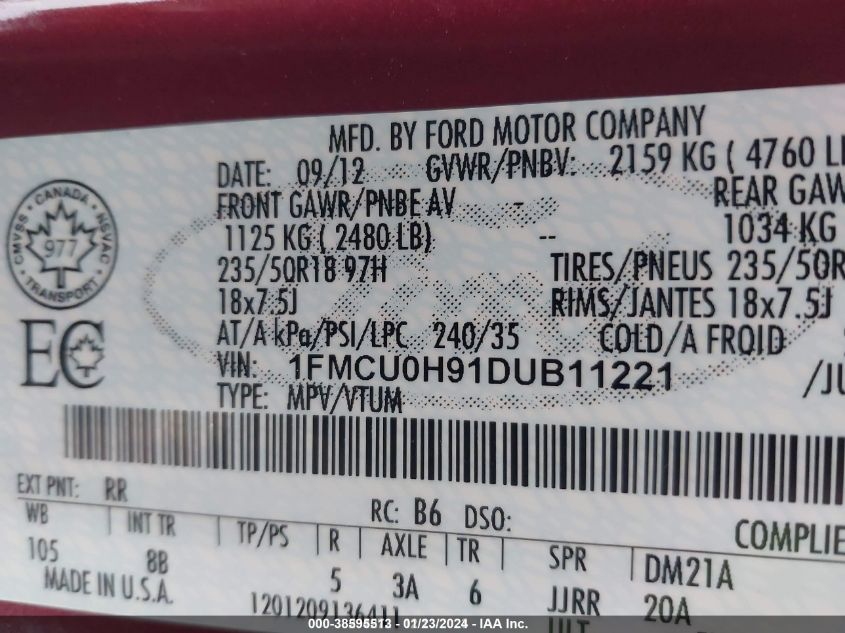 MFD. BY FORD MOTOR COMPANY
DATE: 09/12 GVWR/PNBV: 2159 KG ( 4760 L
FRONT GAWR/PNBE AV - REAR GAW
1125 KG ( 2480 LB) -- 1034 KG
235/50R18 97H TIRES/PNEUS 235/50R
18x7.5J RIMS/JANTES 18x7.5J
AT/A kPa/PSI/LPC 240/35 COLD/A FROID
VIN: 1FMCU0H91DUB11221
TYPE: MPV/VTUM /JU
CMVSS • CANADA • NSVAC
977
TRANSPORT
EC
EXT PNT: RR RC: B6 DSO:
WB INT TR TP/PS R AXLE TR SPR COMPLIE
105 8B 5 3A 6 JJRR DM21A
MADE IN U.S.A. 1201209136411 20A
000-38595513 - 01/23/2024 - IAA Inc.